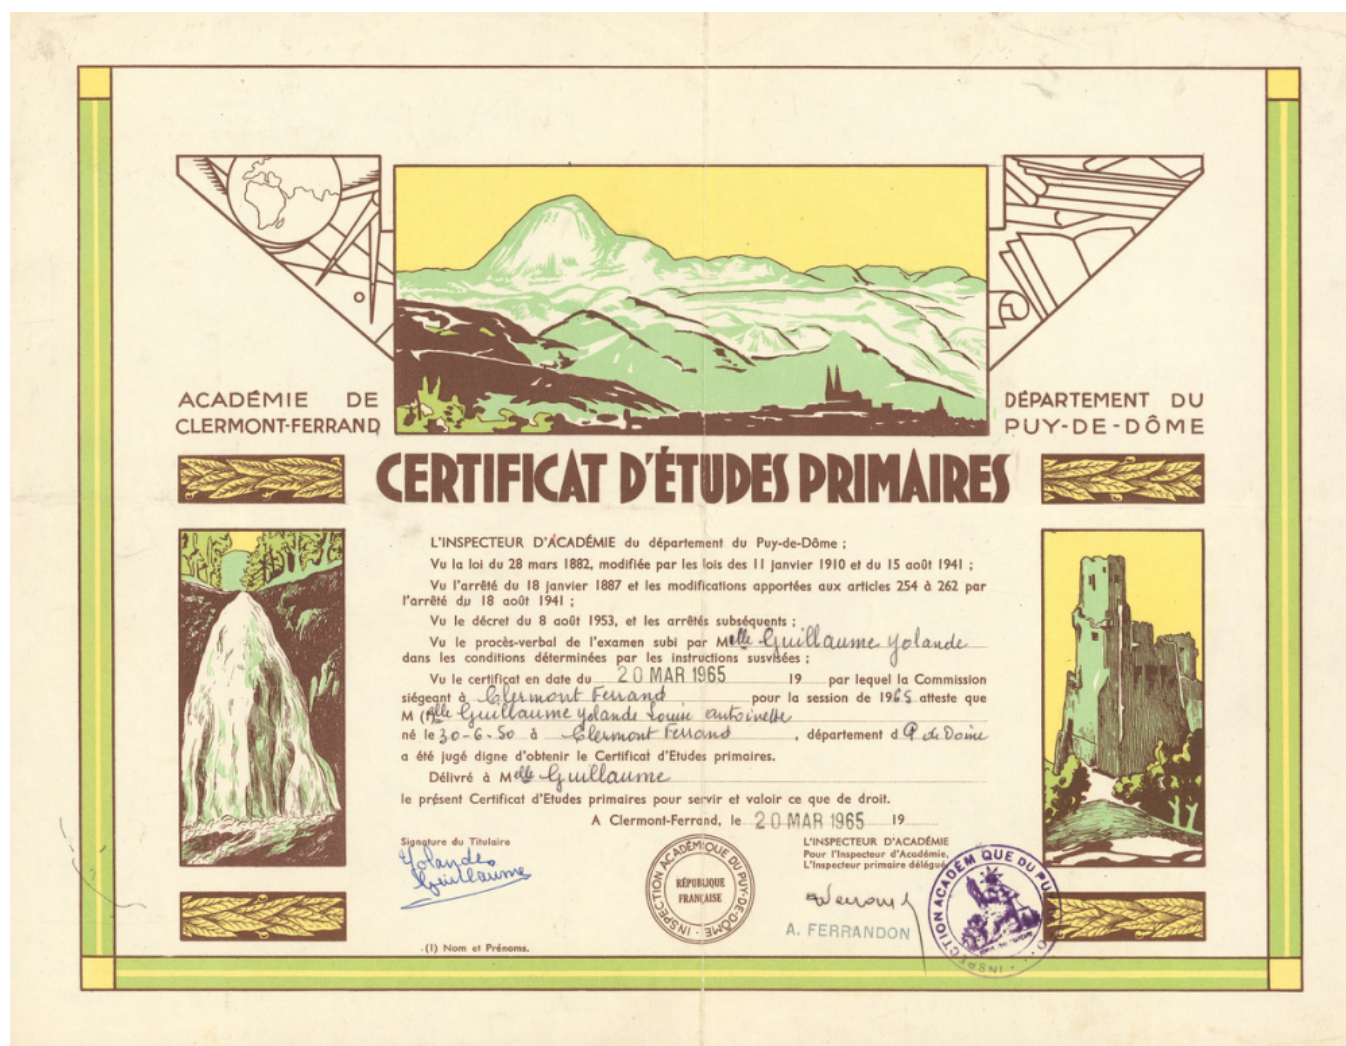 ACADÉMIE DE
CLERMONT-FERRAND
DÉPARTEMENT DU
PUY-DE-DÔME
CERTIFICAT D'ÉTUDES PRIMAIRES
L'INSPECTEUR D'ACADÉMIE du département du Puy-de-Dôme ;
Vu la loi du 28 mars 1882, modifiée par les lois des 11 janvier 1910 et du 15 août 1941 ;
Vu l'arrêté du 18 janvier 1887 et les modifications apportées aux articles 254 à 262 par
l'arrêté du 18 août 1941 ;
Vu le décret du 8 août 1953, et les arrêtés subséquents ;
Vu le procès-verbal de l'examen subi par Melle Guillaume Yolande
dans les conditions déterminées par les instructions susvisées ;
Vu le certificat en date du 20 MAR 1965 19 par lequel la Commission
siégeant à Clermont Ferrand pour la session de 1965 atteste que
M (1) elle Guillaume Yolande Louise Antoinette
né le 30-6-50 à Clermont Ferrand, département d P de Dôme
a été jugé digne d'obtenir le Certificat d'Etudes primaires.
Délivré à Melle Guillaume
le présent Certificat d'Etudes primaires pour servir et valoir ce que de droit.
A Clermont-Ferrand, le 20 MAR 1965 19
Signature du Titulaire
Yolande
Guillaume
INSPECTION ACADÉMIQUE DU PUY-DE-DÔME
RÉPUBLIQUE
FRANÇAISE
L'INSPECTEUR D'ACADÉMIE
Pour l'Inspecteur d'Académie,
L'Inspecteur primaire délégué
A. FERRANDON
INSPECTION ACADÉM QUE DU PU
(1) Nom et Prénoms.